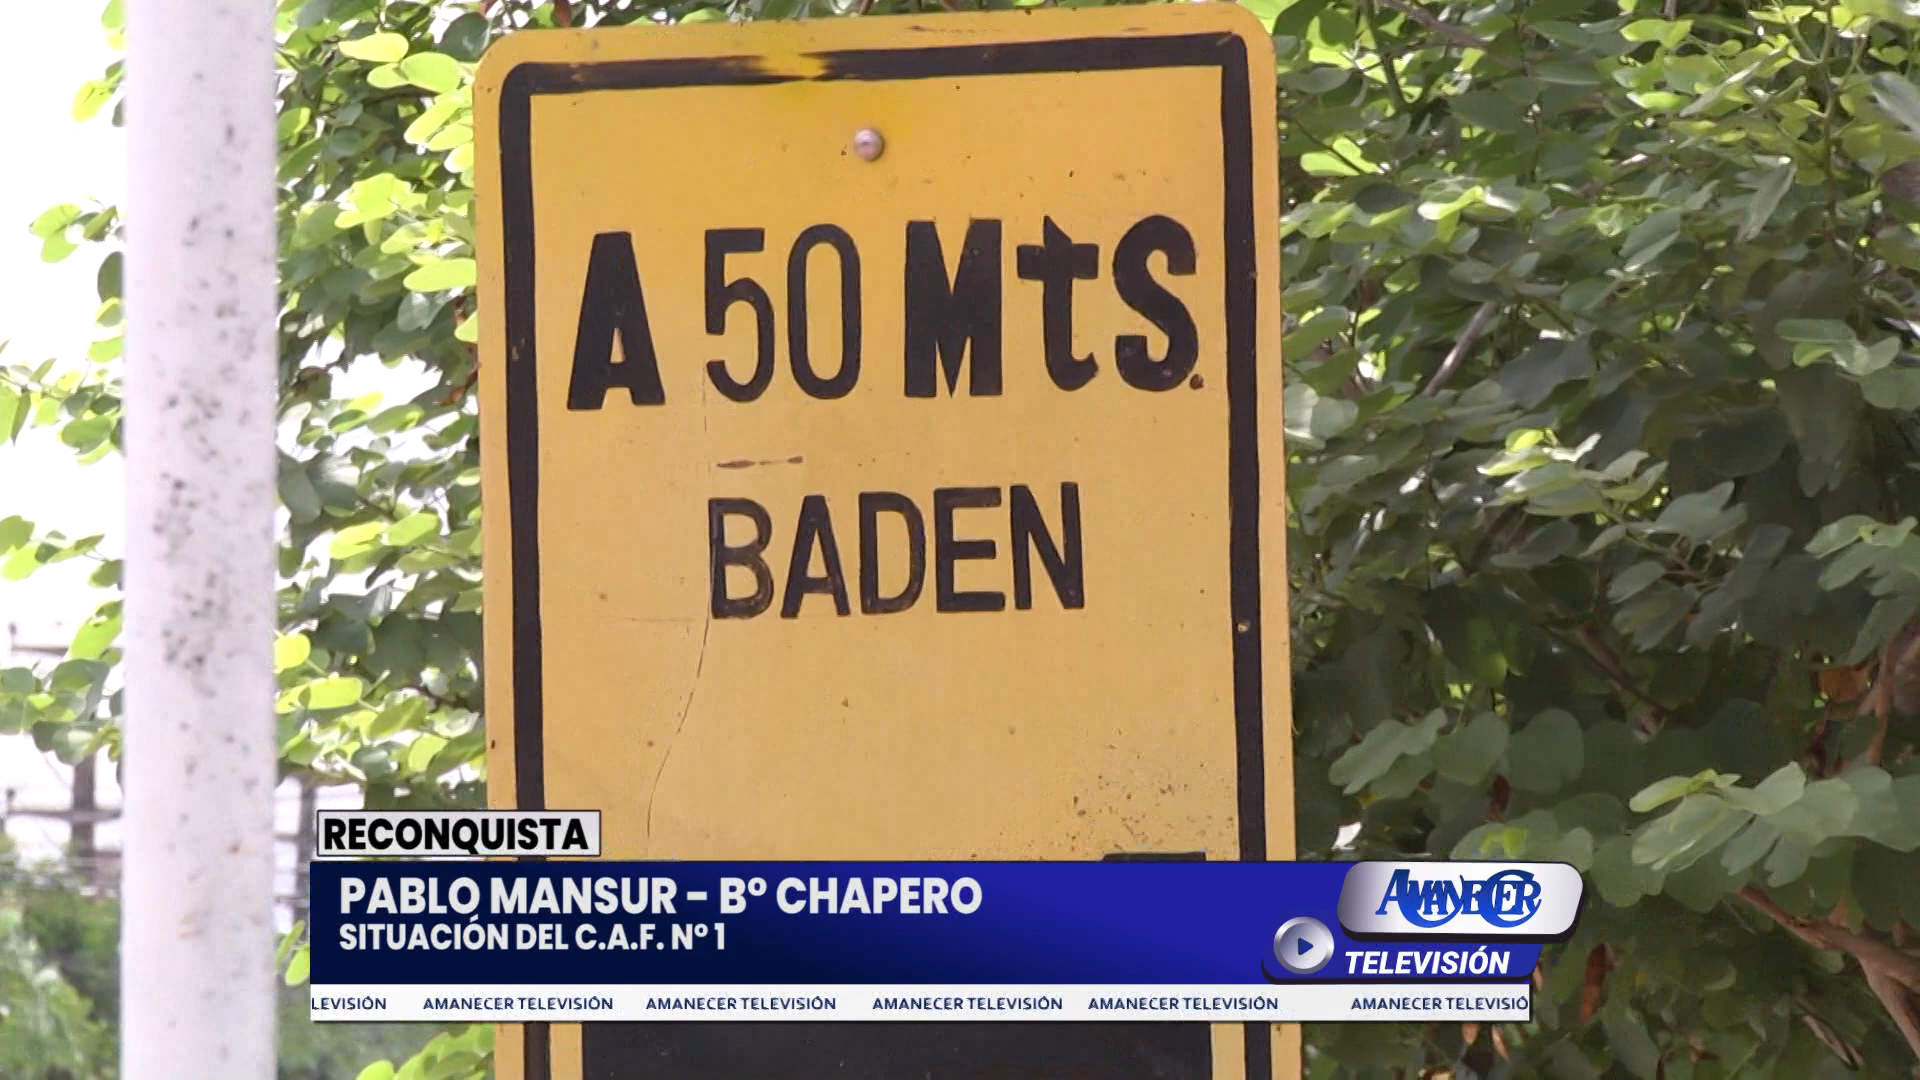 A 50 MtS.
BADEN
RECONQUISTA
PABLO MANSUR - Bº CHAPERO
SITUACIÓN DEL C.A.F. Nº 1
AMANECER
TELEVISIÓN
LEVISIÓN AMANECER TELEVISIÓN AMANECER TELEVISIÓN AMANECER TELEVISIÓN AMANECER TELEVISIÓN AMANECER TELEVISIÓ